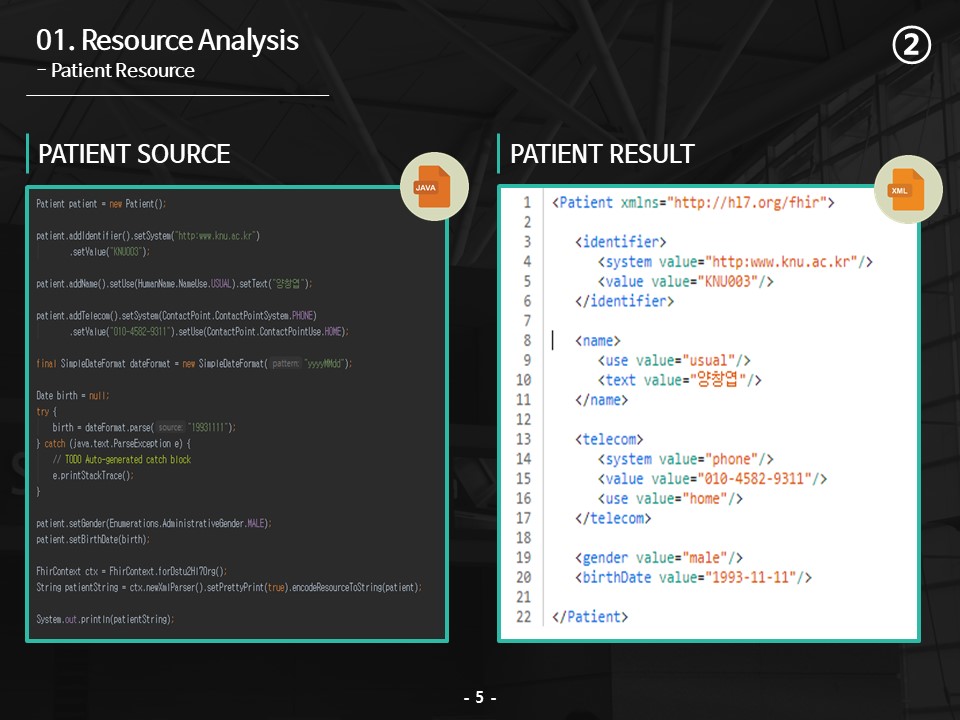 01. Resource Analysis
- Patient Resource
②
PATIENT SOURCE
JAVA
Patient patient = new Patient();
patient.addIdentifier().setSystem("http:www.knu.ac.kr")
.setValue("KNU003");
patient.addName().setUse(HumanName.NameUse.USUAL).setText("양창엽");
patient.addTelecom().setSystem(ContactPoint.ContactPointSystem.PHONE)
.setValue("010-4582-9311").setUse(ContactPoint.ContactPointUse.HOME);
final SimpleDateFormat dateFormat = new SimpleDateFormat( pattern: "yyyy₩Mdd");
Date birth = null;
try {
birth = dateFormat.parse( source: "19931111");
} catch (java.text.ParseException e) {
// TODO Auto-generated catch block
e.printStackTrace();
}
patient.setGender(Enumerations.AdministrativeGender.MALE);
patient.setBirthDate(birth);
FhirContext ctx = FhirContext.forDstu2Hl7Org();
String patientString = ctx.newXmlParser().setPrettyPrint(true).encodeResourceToString(patient);
System.out.println(patientString);
PATIENT RESULT
XML
1 <Patient xmlns="http://hl7.org/fhir">
2
3 <identifier>
4 <system value="http:www.knu.ac.kr"/>
5 <value value="KNU003"/>
6 </identifier>
7
8 <name>
9 <use value="usual"/>
10 <text value="양창엽"/>
11 </name>
12
13 <telecom>
14 <system value="phone"/>
15 <value value="010-4582-9311"/>
16 <use value="home"/>
17 </telecom>
18
19 <gender value="male"/>
20 <birthDate value="1993-11-11"/>
21
22 </Patient>
- 5 -